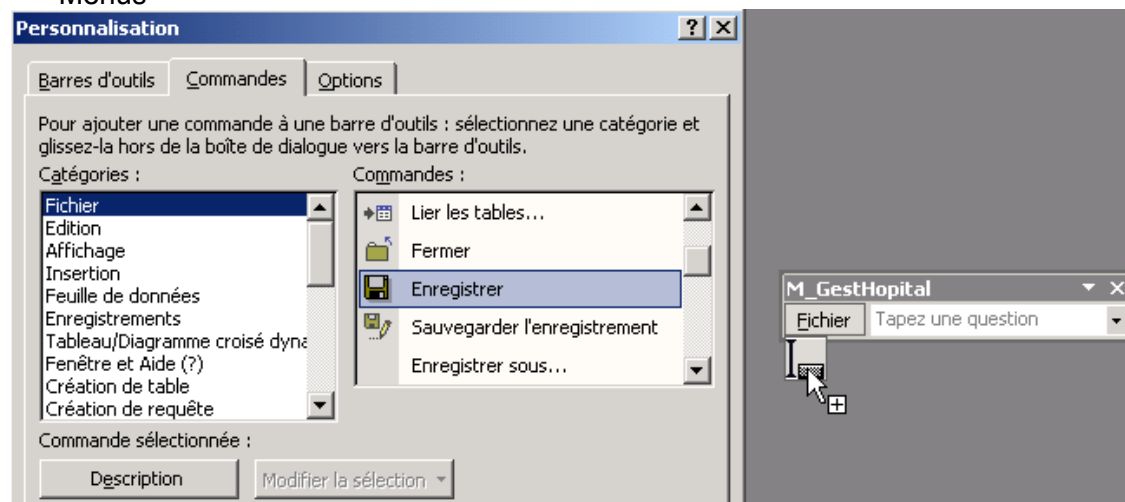 Menus
Personnalisation
Barres d'outils Commandes Options
Pour ajouter une commande à une barre d'outils : sélectionnez une catégorie et
glissez-la hors de la boîte de dialogue vers la barre d'outils.
Catégories : Commandes :
Fichier
Edition
Affichage
Insertion
Feuille de données
Enregistrements
Tableau/Diagramme croisé dyna
Fenêtre et Aide (?)
Création de table
Création de requête
Lier les tables...
Fermer
Enregistrer
Sauvegarder l'enregistrement
Enregistrer sous...
Commande sélectionnée :
Description Modifier la sélection
M_GestHopital
Fichier Tapez une question